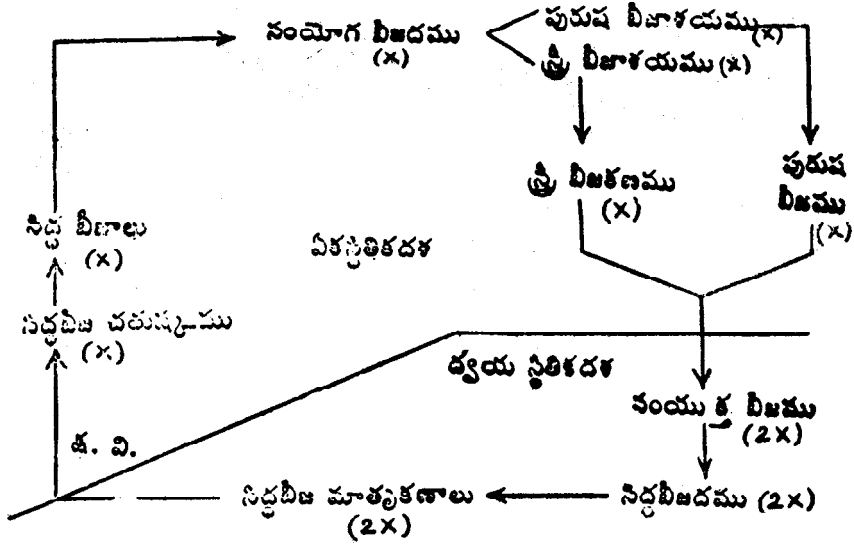 సంయోగ బీజదము
(x)
పురుష బీజాశయము (x)
స్త్రీ బీజాశయము (x)
స్త్రీ బీజకణము
(x)
పురుష
బీజము
(x)
సిద్ధ బీజాలు
(x)
ఏకస్థితికదశ
సిద్ధబీజ చతుష్కము
(x)
ద్వయ స్థితికదశ
సంయుక్త బీజము
(2x)
క. వి.
సిద్ధబీజ మాతృకణాలు
(2x)
సిద్ధబీజదము (2x)